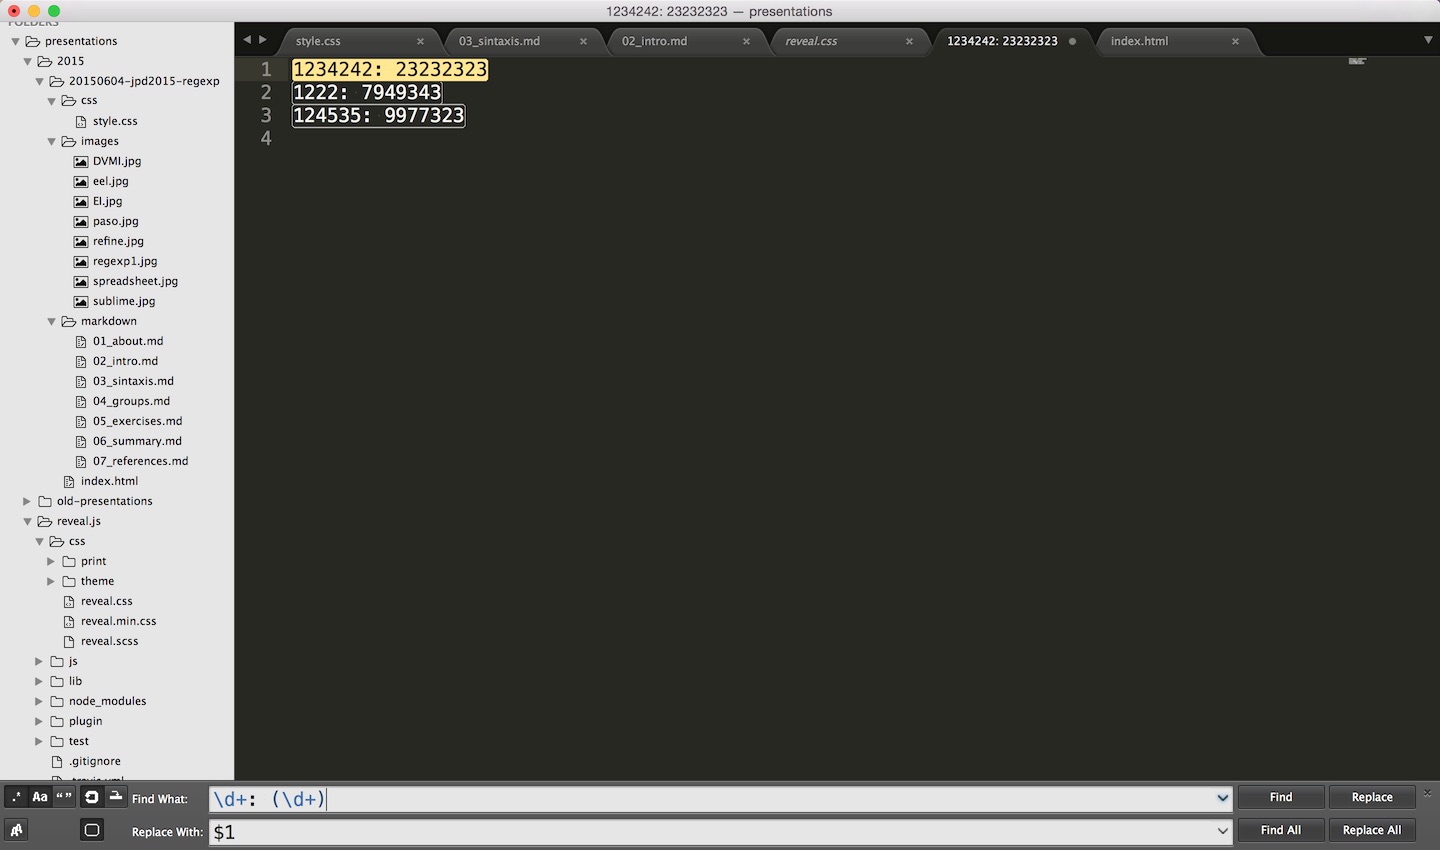 1234242: 23232323 — presentations
FOLDERS
presentations
2015
20150604-jpd2015-regexp
css
style.css
images
DVMI.jpg
eel.jpg
EI.jpg
paso.jpg
refine.jpg
regexp1.jpg
spreadsheet.jpg
sublime.jpg
markdown
01_about.md
02_intro.md
03_sintaxis.md
04_groups.md
05_exercises.md
06_summary.md
07_references.md
index.html
old-presentations
reveal.js
css
print
theme
reveal.css
reveal.min.css
reveal.scss
js
lib
node_modules
plugin
test
.gitignore
.travis.yml
style.css 03_sintaxis.md 02_intro.md reveal.css 1234242: 23232323 index.html
1 1234242: 23232323
2 1222: 7949343
3 124535: 9977323
4
.* Aa “ ” Find What: \d+: (\d+) Find Replace
Replace With: $1 Find All Replace All